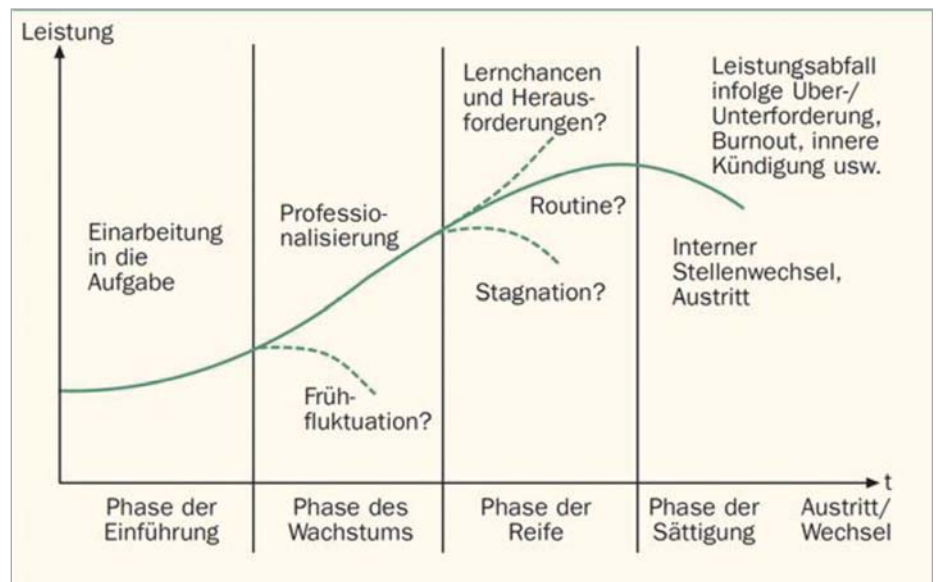 Leistung
Einarbeitung
in die
Aufgabe
Professio-
nalisierung
Früh-
fluktuation?
Lernchancen
und Heraus-
forderungen?
Routine?
Stagnation?
Leistungsabfall
infolge Über-/
Unterforderung,
Burnout, innere
Kündigung usw.
Interner
Stellenwechsel,
Austritt
t
Phase der
Einführung
Phase des
Wachstums
Phase der
Reife
Phase der
Sättigung
Austritt/
Wechsel